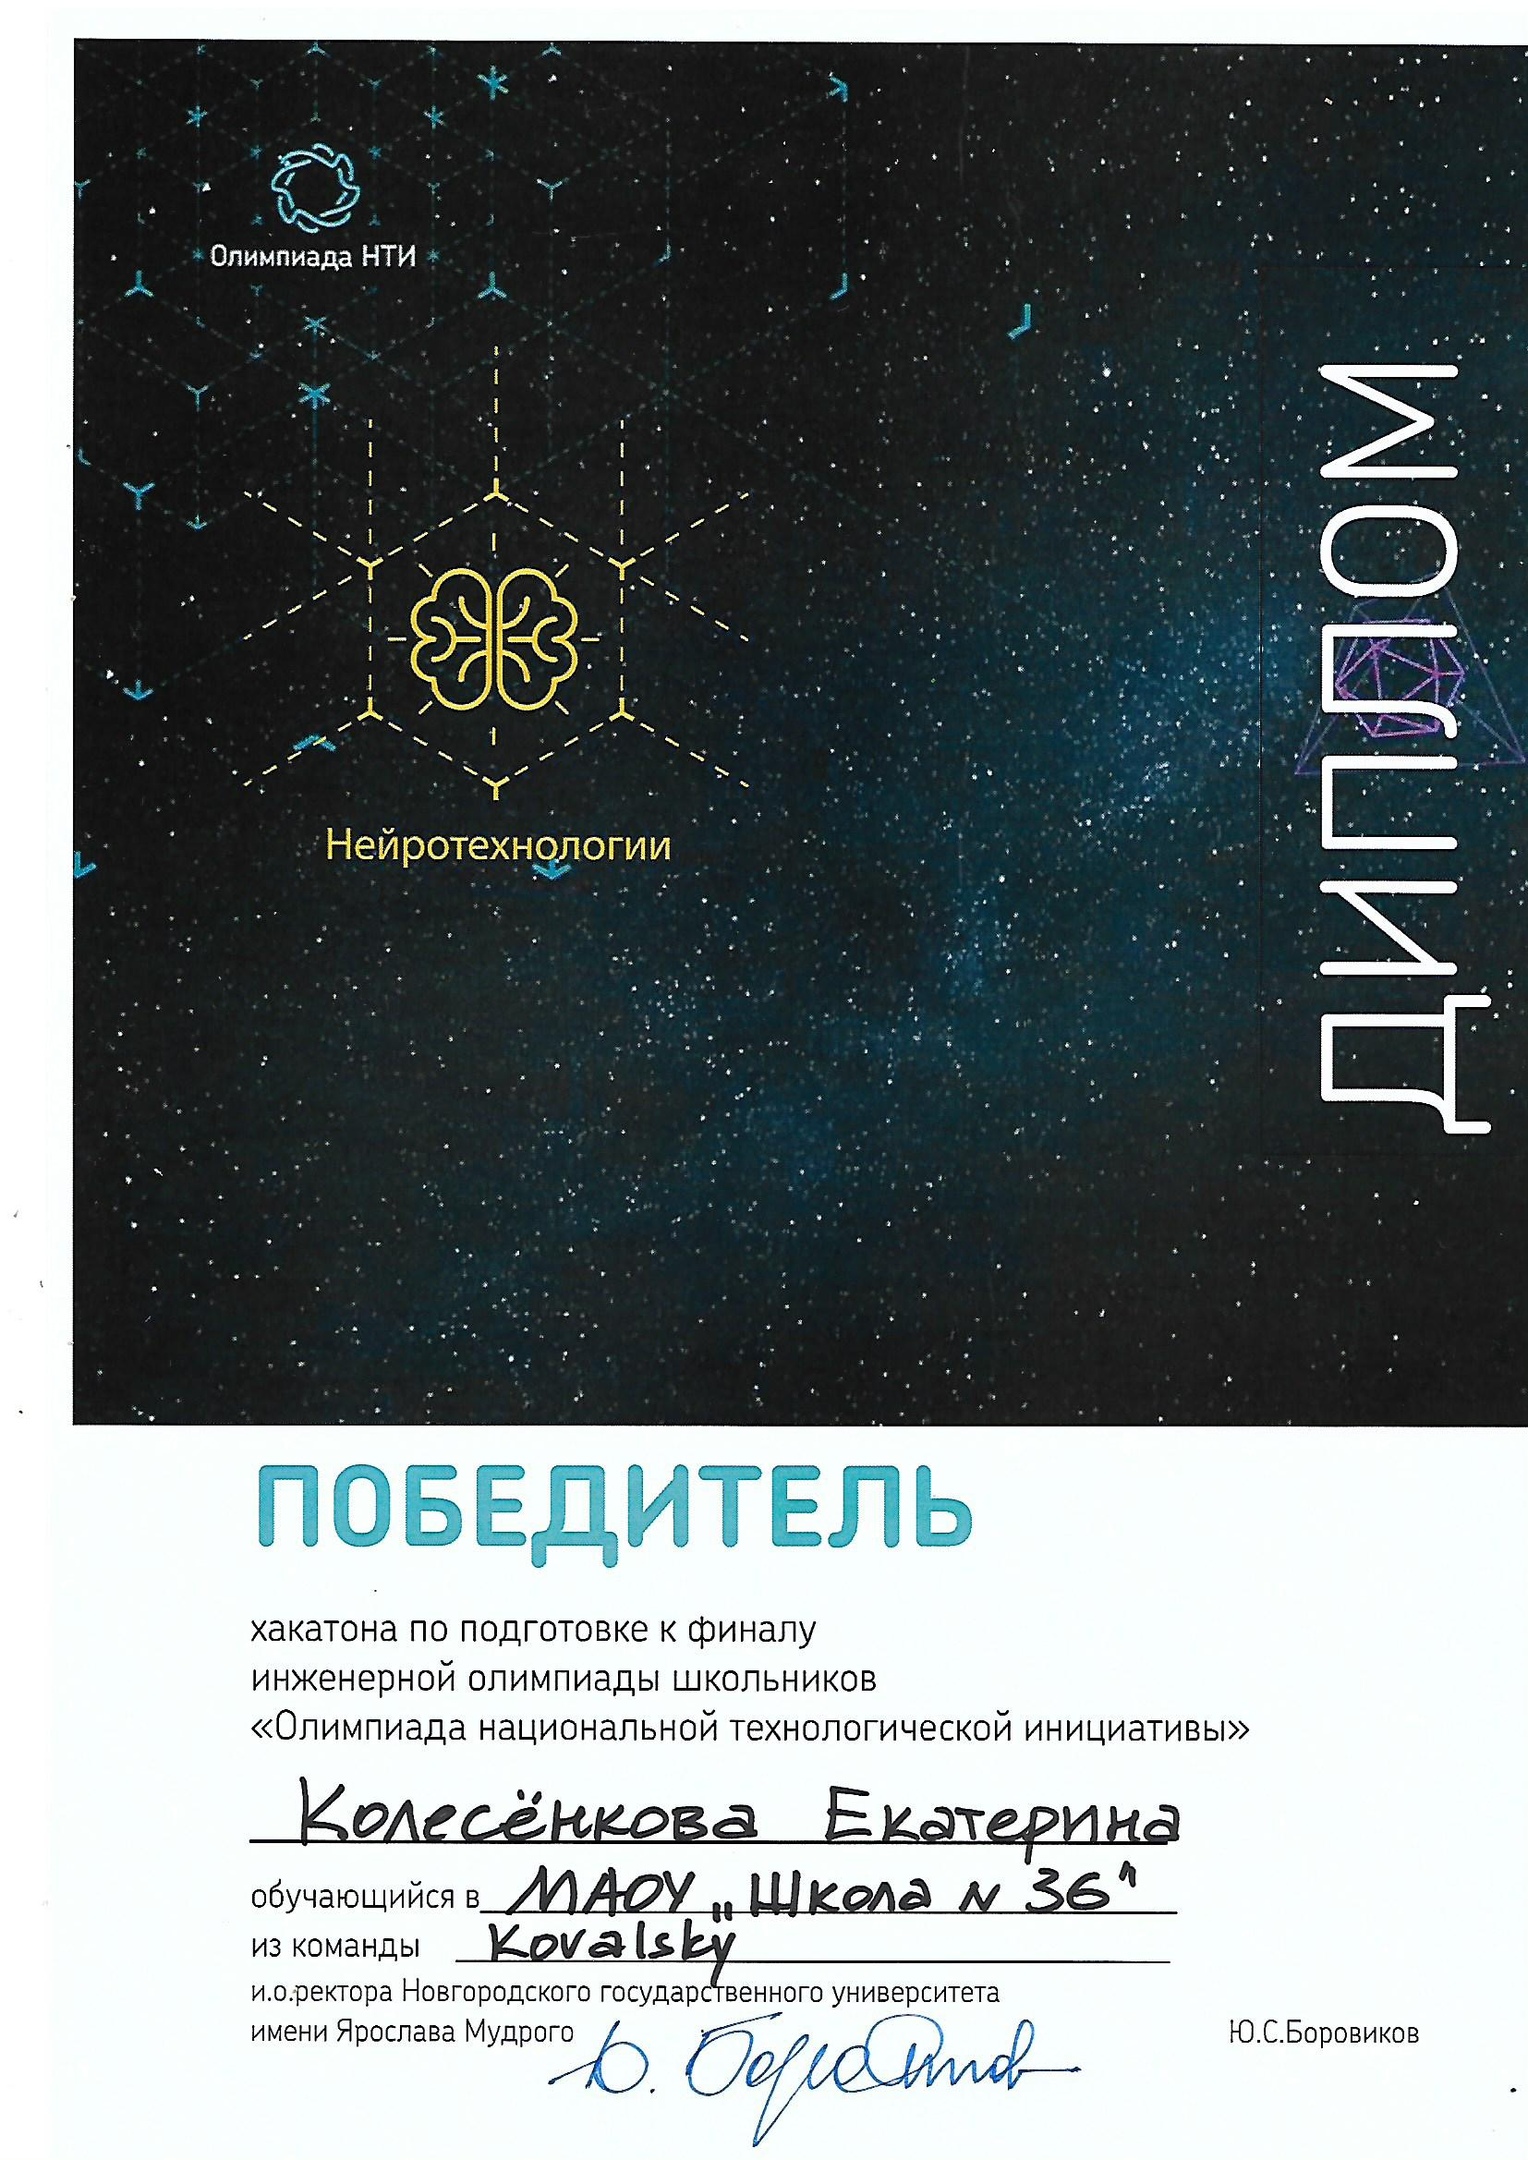 Олимпиада НТИ
Нейротехнологии
ДИПЛОМ
ПОБЕДИТЕЛЬ
хакатона по подготовке к финалу
инженерной олимпиады школьников
«Олимпиада национальной технологической инициативы»
Колесёнкова Екатерина
обучающийся в МАОУ „Школа N 36"
из команды Kovalsky
и.о.ректора Новгородского государственного университета
имени Ярослава Мудрого Ю.С.Боровиков